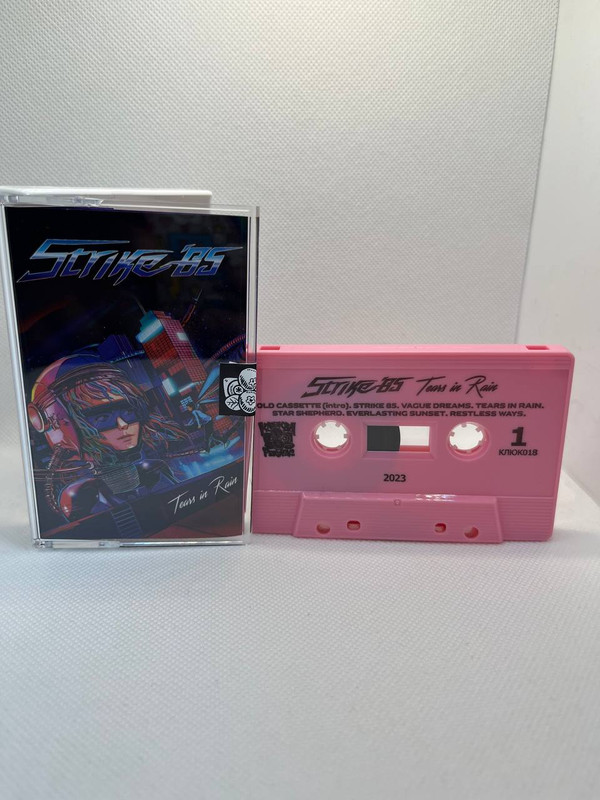 STRIKE '85
Tears in Rain
STRIKE '85 Tears in Rain
OLD CASSETTE (intro). STRIKE 85. VAGUE DREAMS. TEARS IN RAIN.
STAR SHEPHERD. EVERLASTING SUNSET. RESTLESS WAYS.
1
КЛЮК018
2023